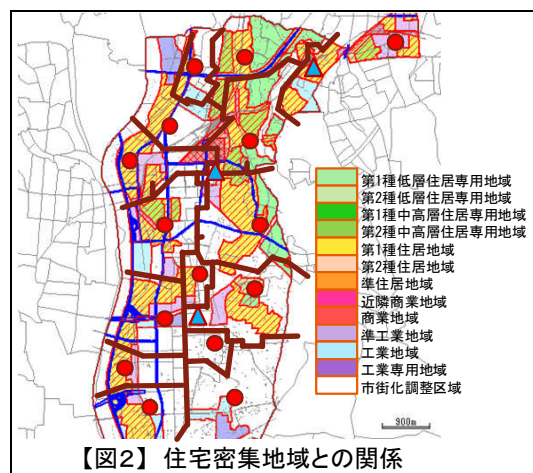 第1種低層住居専用地域
第2種低層住居専用地域
第1種中高層住居専用地域
第2種中高層住居専用地域
第1種住居地域
第2種住居地域
準住居地域
近隣商業地域
商業地域
準工業地域
工業地域
工業専用地域
市街化調整区域
900m
【図2】 住宅密集地域との関係